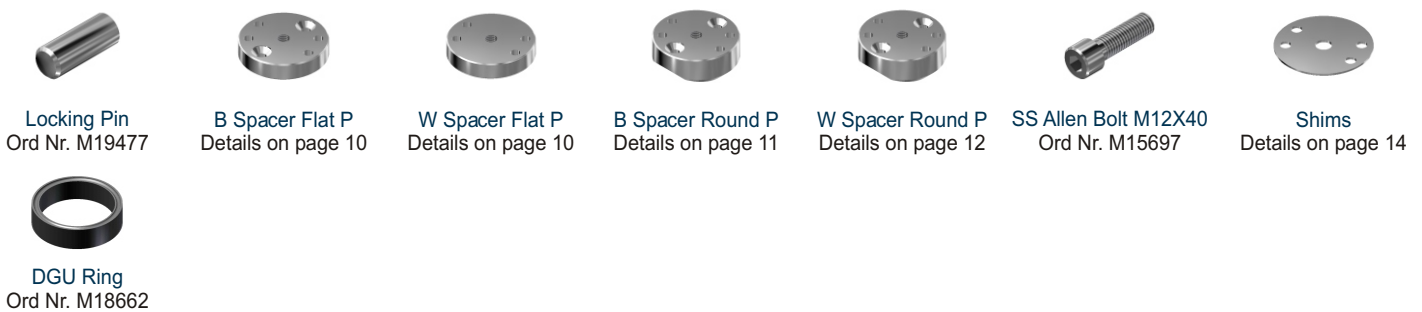 Locking Pin
Ord Nr. M19477
B Spacer Flat P
Details on page 10
W Spacer Flat P
Details on page 10
B Spacer Round P
Details on page 11
W Spacer Round P
Details on page 12
SS Allen Bolt M12X40
Ord Nr. M15697
Shims
Details on page 14
DGU Ring
Ord Nr. M18662